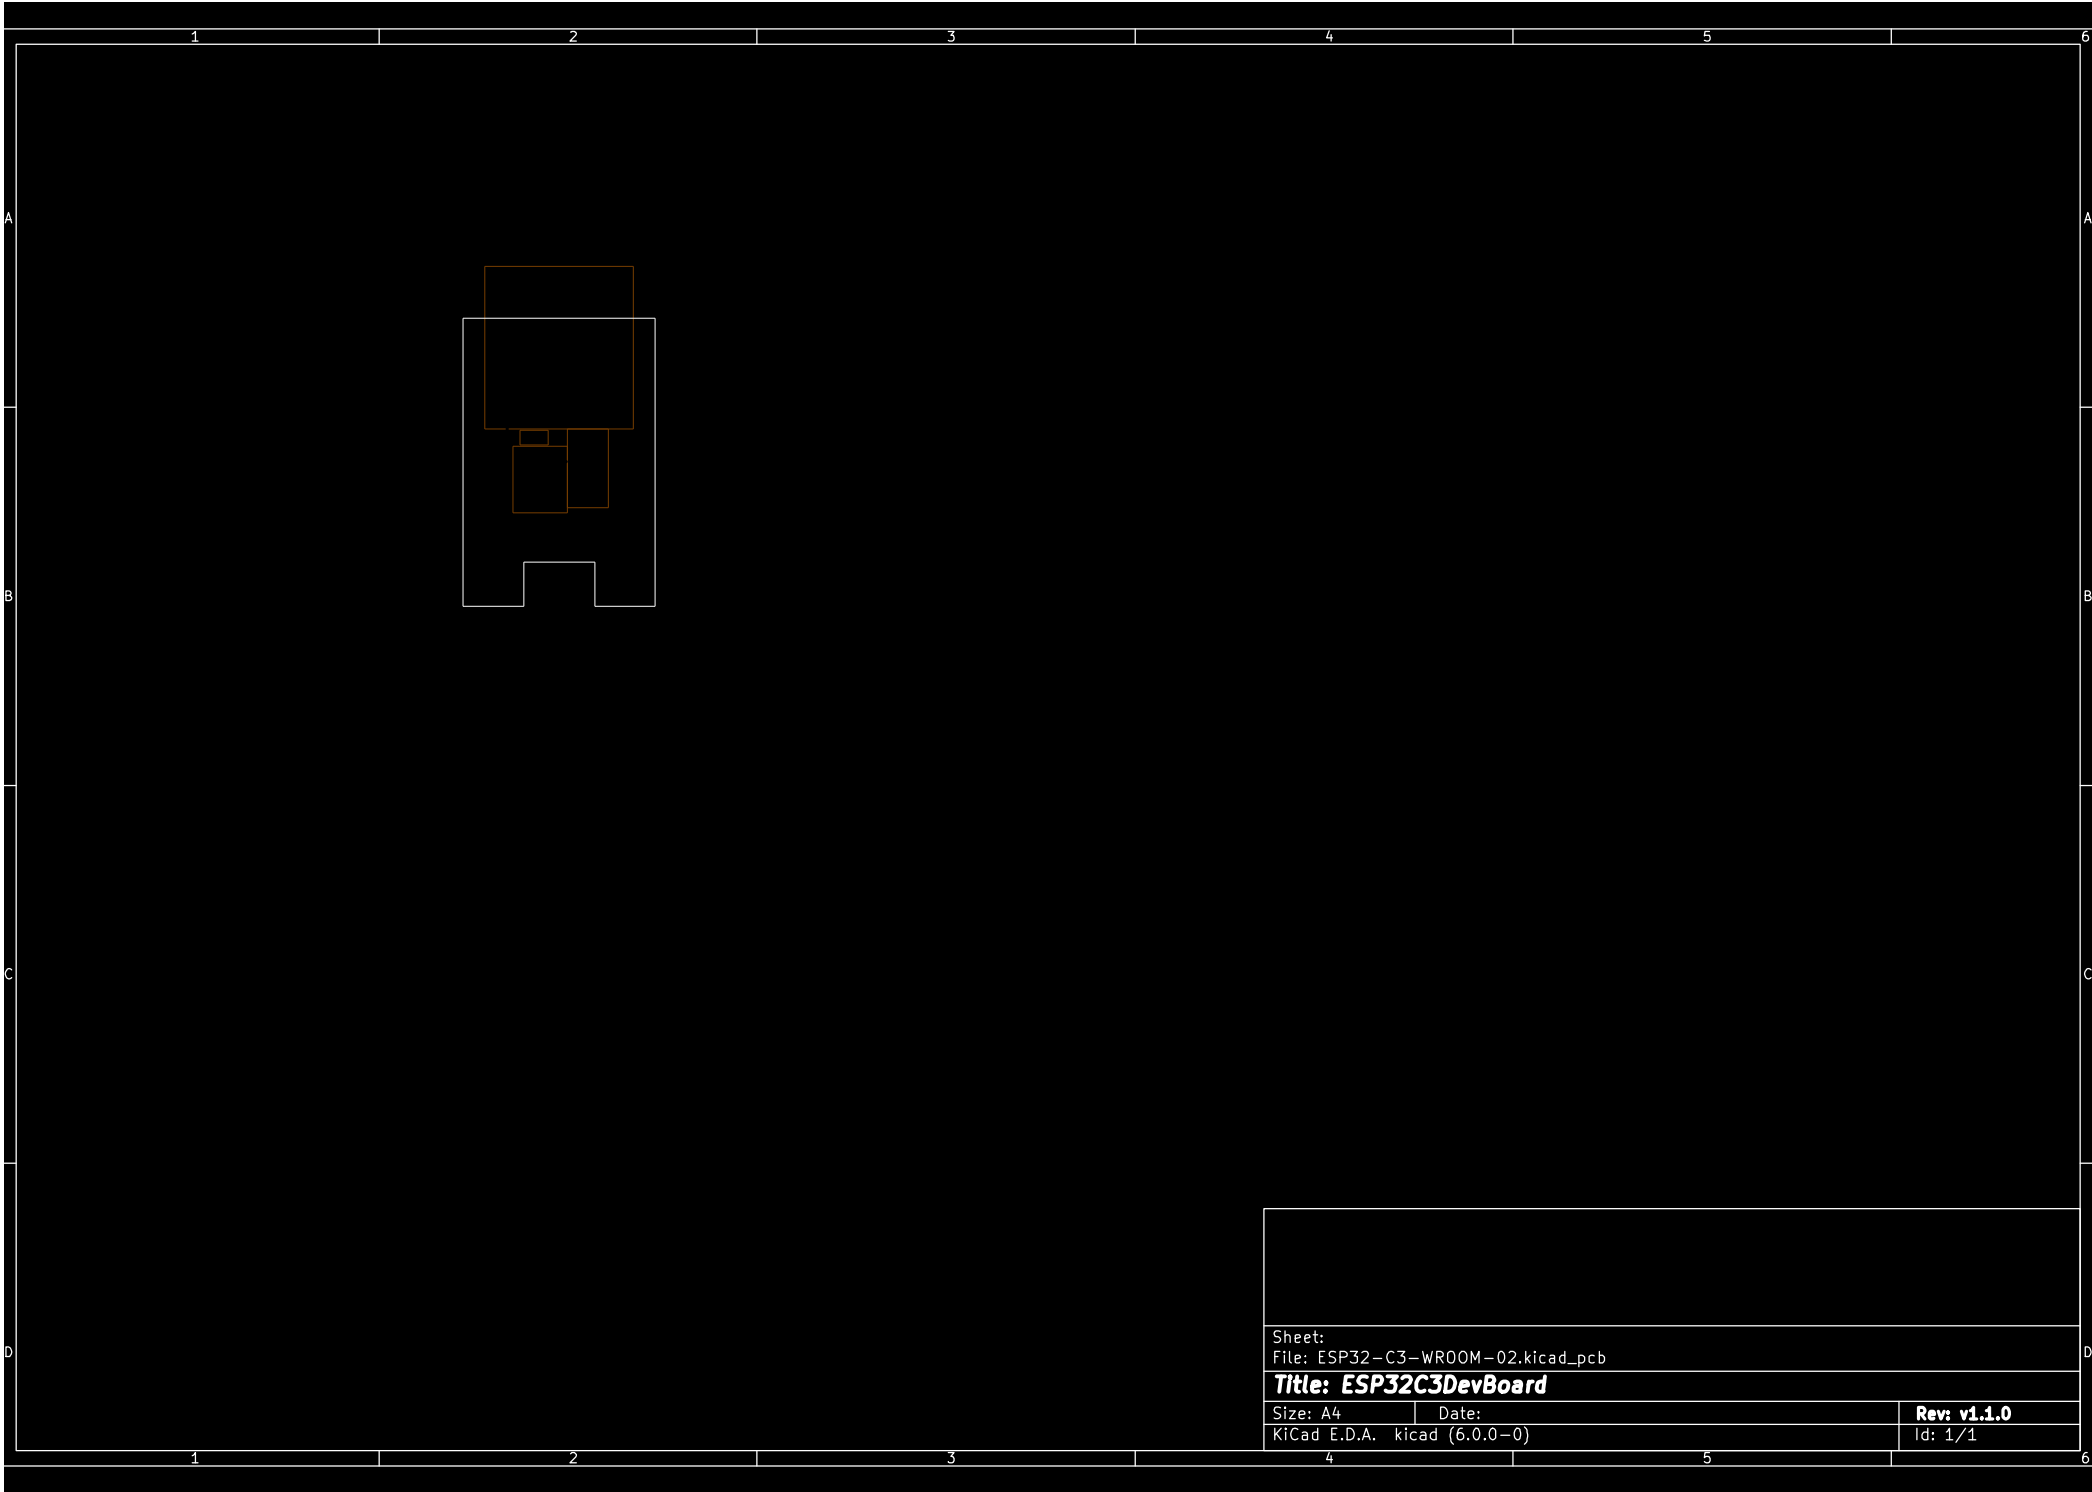 1 2 3 4 5 6
A A
B B
C C
Sheet:
File: ESP32-C3-WROOM-02.kicad_pcb
D D
Title: ESP32C3DevBoard
Size: A4 Date: Rev: v1.1.0
KiCad E.D.A. kicad (6.0.0-0) Id: 1/1
1 2 3 4 5 6